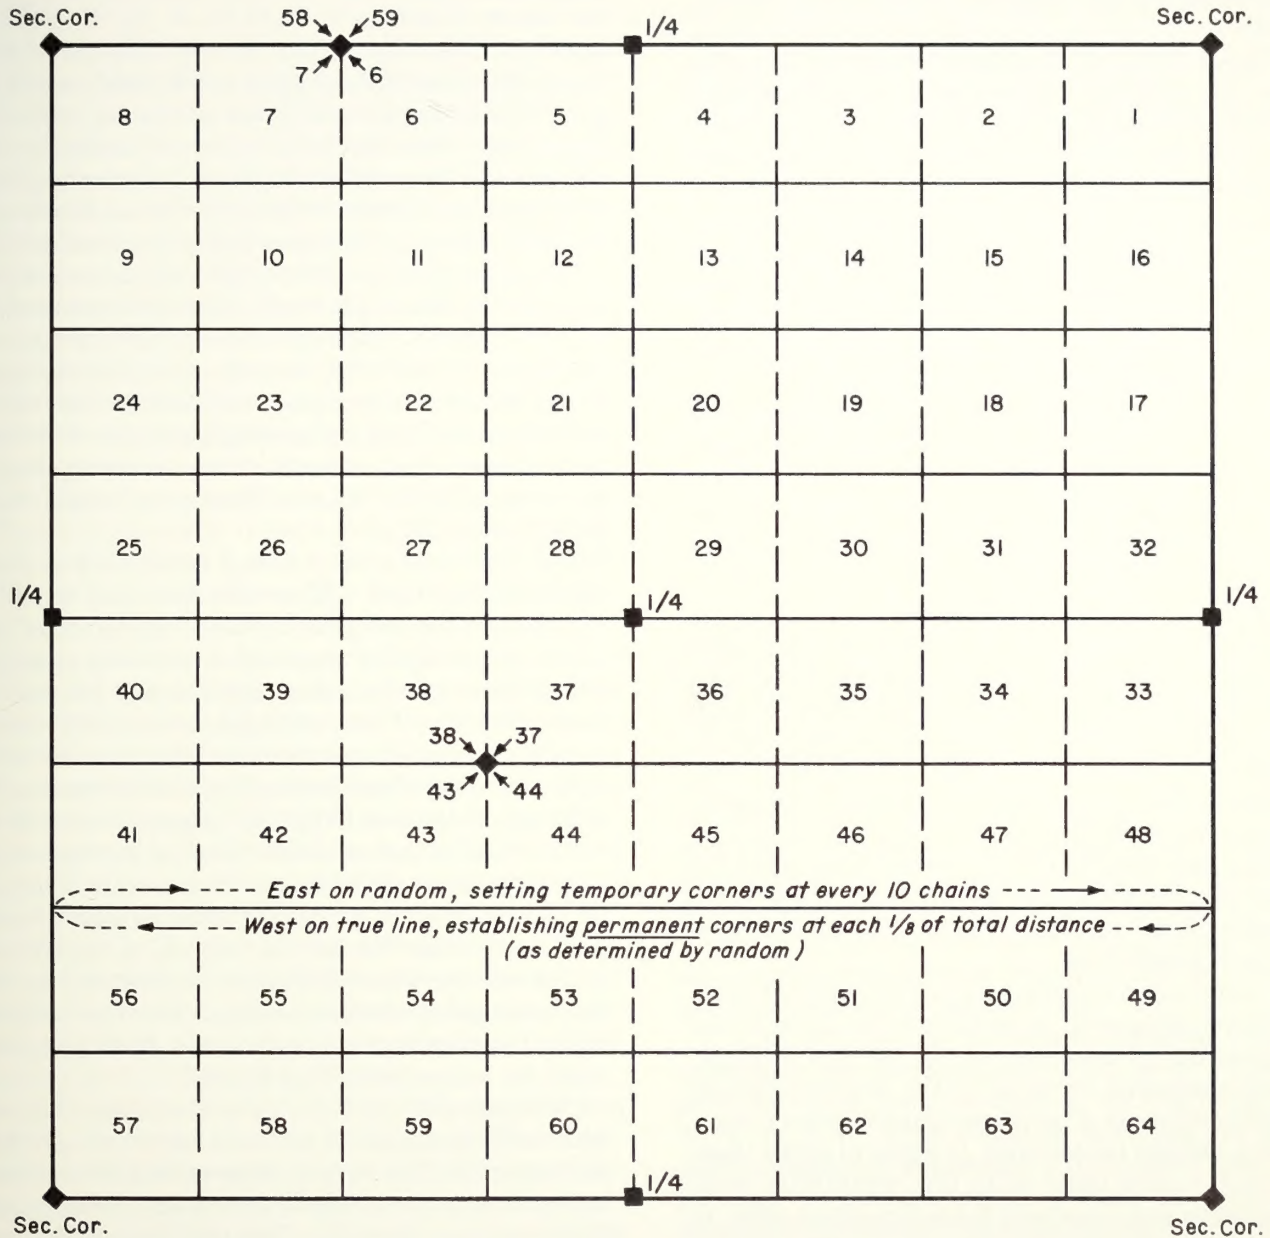 Sec. Cor. 58 59 1/4 Sec. Cor.
7 6
8 7 6 5 4 3 2 1
9 10 11 12 13 14 15 16
24 23 22 21 20 19 18 17
25 26 27 28 29 30 31 32
1/4 1/4 1/4
40 39 38 37 36 35 34 33
38 37
43 44
41 42 43 44 45 46 47 48
East on random, setting temporary corners at every 10 chains
West on true line, establishing permanent corners at each 1/8 of total distance
(as determined by random)
56 55 54 53 52 51 50 49
57 58 59 60 61 62 63 64
1/4
Sec. Cor. Sec. Cor.